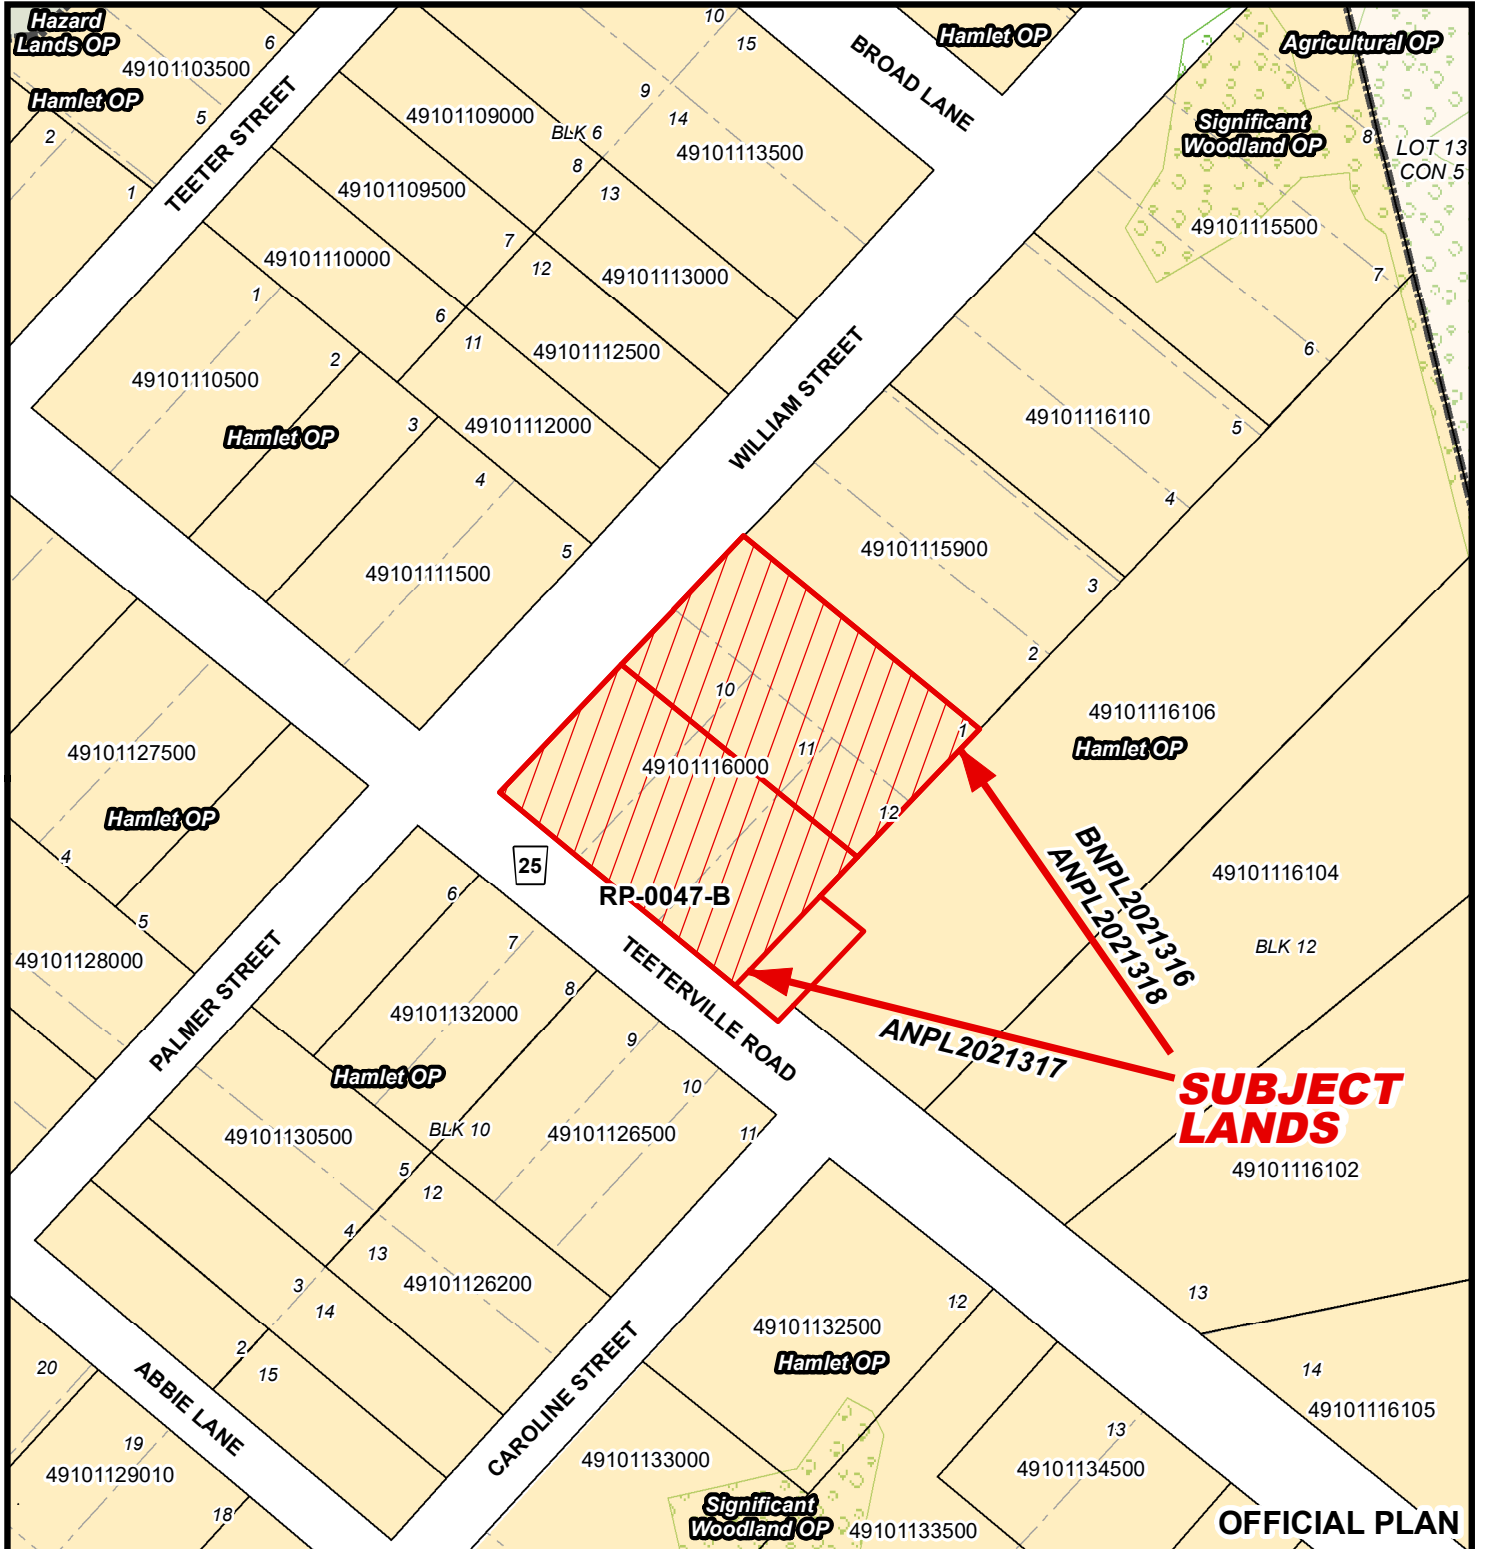 Hazard
Lands OP
6
49101103500
Hamlet OP
5
2
1
TEETER STREET
10
15
BROAD LANE
Hamlet OP
Agricultural OP
9
49101109000
BLK 6
14
49101113500
8
13
49101109500
Significant
Woodland OP
8
LOT 13
CON 5
49101115500
7
7
12
49101110000
49101113000
1
6
11
49101112500
2
49101110500
Hamlet OP
3
49101112000
4
5
49101111500
WILLIAM STREET
6
49101116110
5
4
49101115900
3
2
10
11
49101116000
1
12
49101116106
Hamlet OP
49101127500
Hamlet OP
4
5
49101128000
25
RP-0047-B
6
7
8
49101132000
TEETERVILLE ROAD
9
10
11
PALMER STREET
Hamlet OP
BLK 10
49101130500
49101126500
BNPL2021316
ANPL2021318
ANPL2021317
49101116104
BLK 12
SUBJECT
LANDS
49101116102
5
12
4
13
49101126200
3
14
2
15
20
ABBIE LANE
19
49101129010
18
CAROLINE STREET
12
49101132500
Hamlet OP
13
14
49101116105
49101133000
13
49101134500
Significant
Woodland OP
49101133500
OFFICIAL PLAN